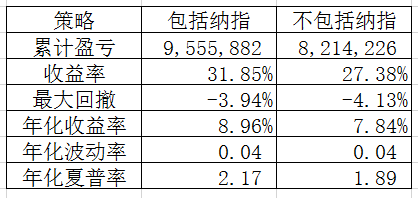 策略 包括纳指 不包括纳指
累计盈亏 9,555,882 8,214,226
收益率 31.85% 27.38%
最大回撤 -3.94% -4.13%
年化收益率 8.96% 7.84%
年化波动率 0.04 0.04
年化夏普率 2.17 1.89